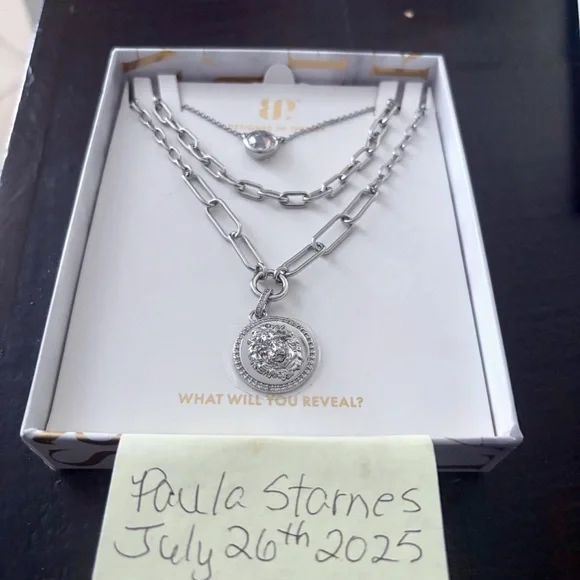 WHAT WILL YOU REVEAL?
Paula Starnes
July 26th 2025